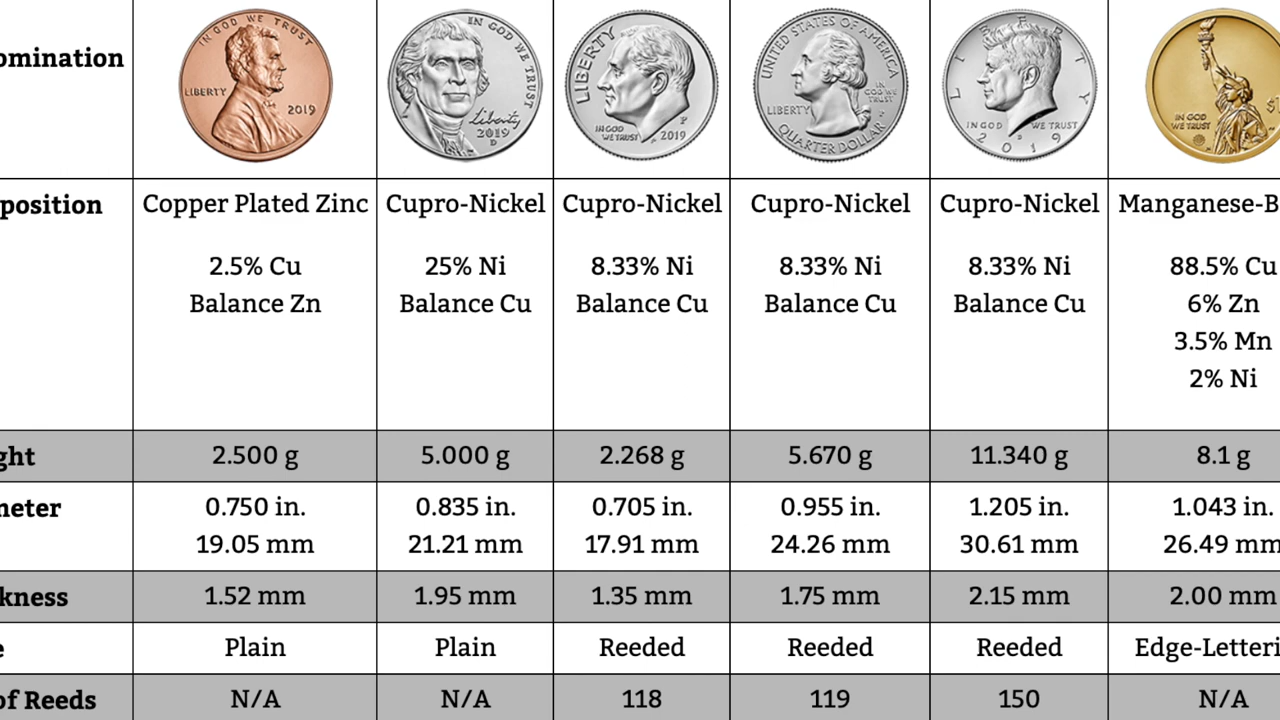 omination
IN GOD WE TRUST
LIBERTY
2019
IN GOD WE TRUST
Liberty
2019
D
LIBERTY
IN GOD
WE TRUST
P
2019
UNITED STATES OF AMERICA
LIBERTY
IN
GOD WE
TRUST
QUARTER DOLLAR
LIBERTY
IN GOD WE TRUST
2019
IN GOD
WE TRUST
$
position
Copper Plated Zinc
Cupro-Nickel
Cupro-Nickel
Cupro-Nickel
Cupro-Nickel
Manganese-B
2.5% Cu
Balance Zn
25% Ni
Balance Cu
8.33% Ni
Balance Cu
8.33% Ni
Balance Cu
8.33% Ni
Balance Cu
88.5% Cu
6% Zn
3.5% Mn
2% Ni
ght
2.500 g
5.000 g
2.268 g
5.670 g
11.340 g
8.1 g
neter
0.750 in.
19.05 mm
0.835 in.
21.21 mm
0.705 in.
17.91 mm
0.955 in.
24.26 mm
1.205 in.
30.61 mm
1.043 in.
26.49 mm
kness
1.52 mm
1.95 mm
1.35 mm
1.75 mm
2.15 mm
2.00 mm
e
Plain
Plain
Reeded
Reeded
Reeded
Edge-Letteri
of Reeds
N/A
N/A
118
119
150
N/A